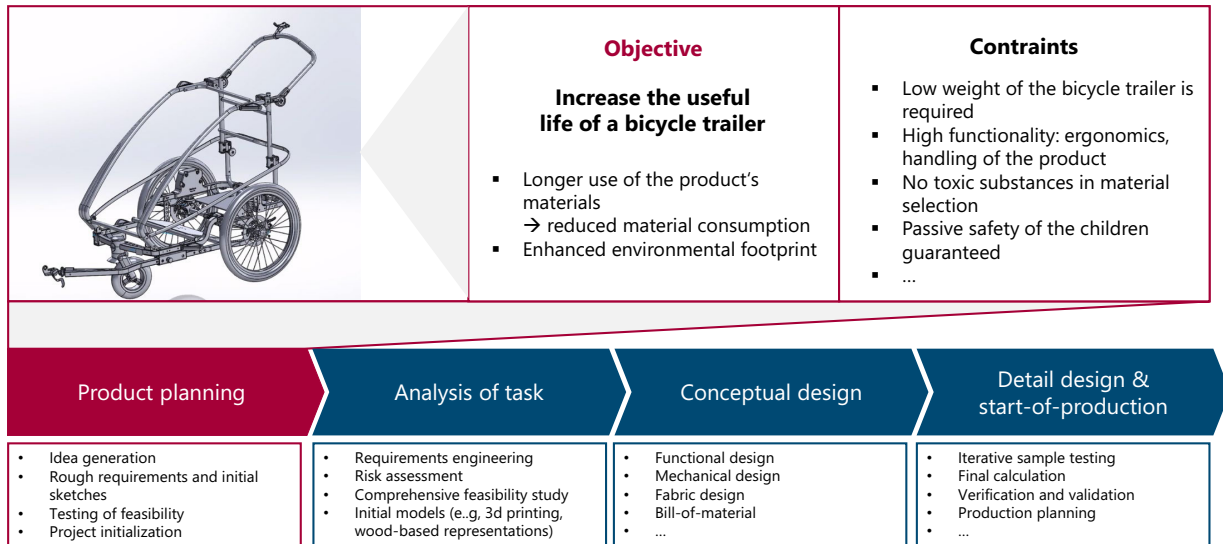 Objective
Increase the useful
life of a bicycle trailer
▪ Longer use of the product's
materials
→ reduced material consumption
▪ Enhanced environmental footprint
Contraints
▪ Low weight of the bicycle trailer is
required
▪ High functionality: ergonomics,
handling of the product
▪ No toxic substances in material
selection
▪ Passive safety of the children
guaranteed
▪ ...
Product planning
Analysis of task
Conceptual design
Detail design &
start-of-production
• Idea generation
• Rough requirements and initial
sketches
• Testing of feasibility
• Project initialization
• Requirements engineering
• Risk assessment
• Comprehensive feasibility study
• Initial models (e..g, 3d printing,
wood-based representations)
• Functional design
• Mechanical design
• Fabric design
• Bill-of-material
• ...
• Iterative sample testing
• Final calculation
• Verification and validation
• Production planning
• ...